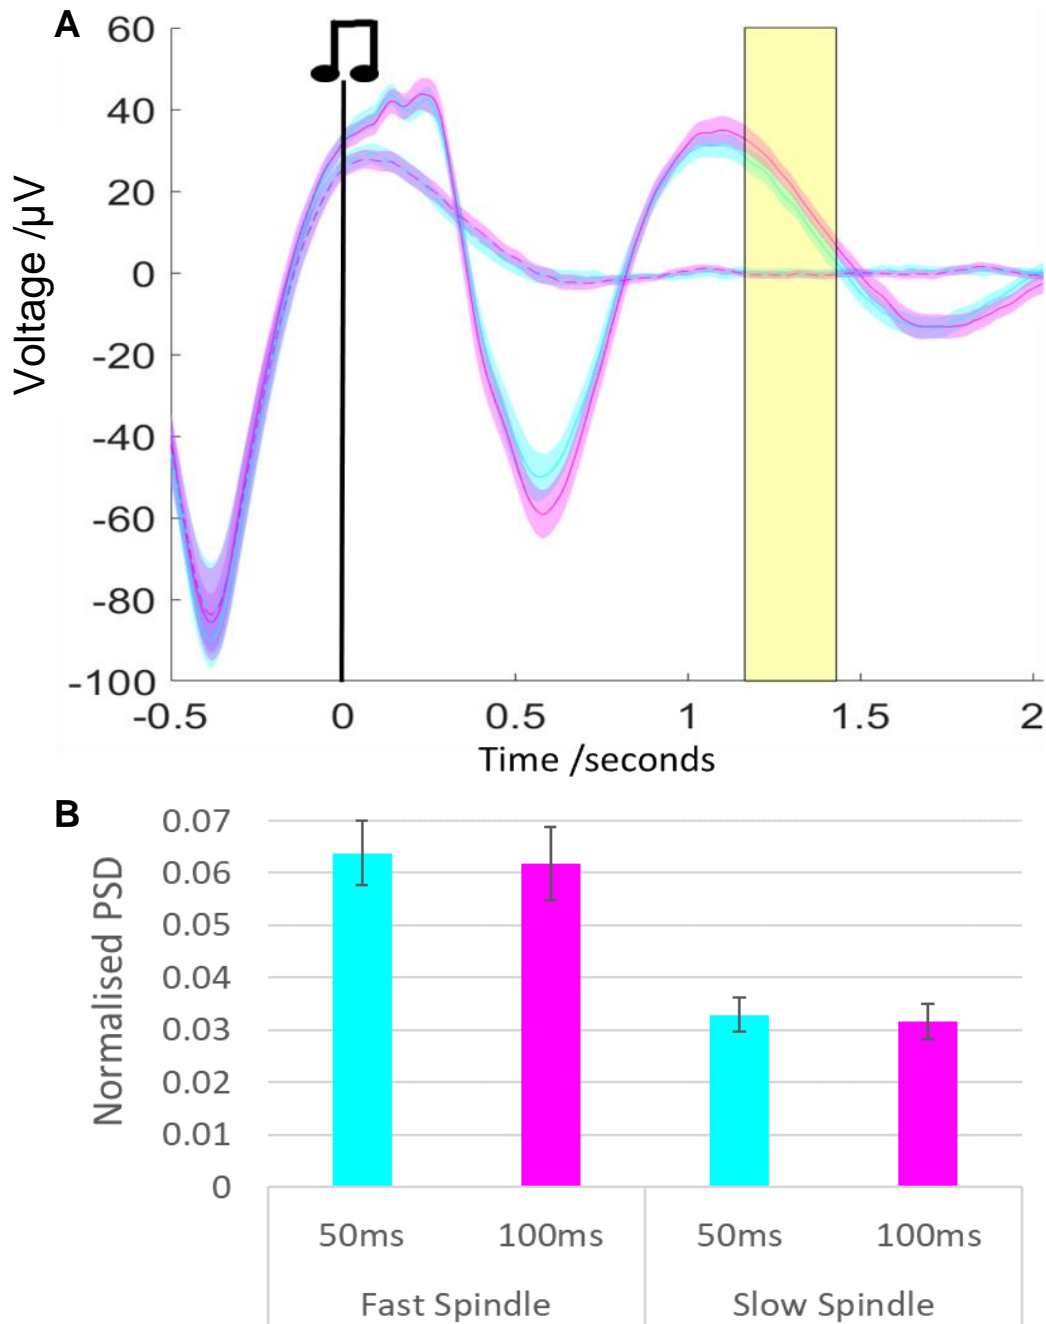 A
60
40
20
0
-20
-40
-60
-80
-100
Voltage /μV
-0.5 0 0.5 1 1.5 2
Time /seconds
B
0.07
0.06
0.05
0.04
0.03
0.02
0.01
0
Normalised PSD
50ms 100ms 50ms 100ms
Fast Spindle Slow Spindle